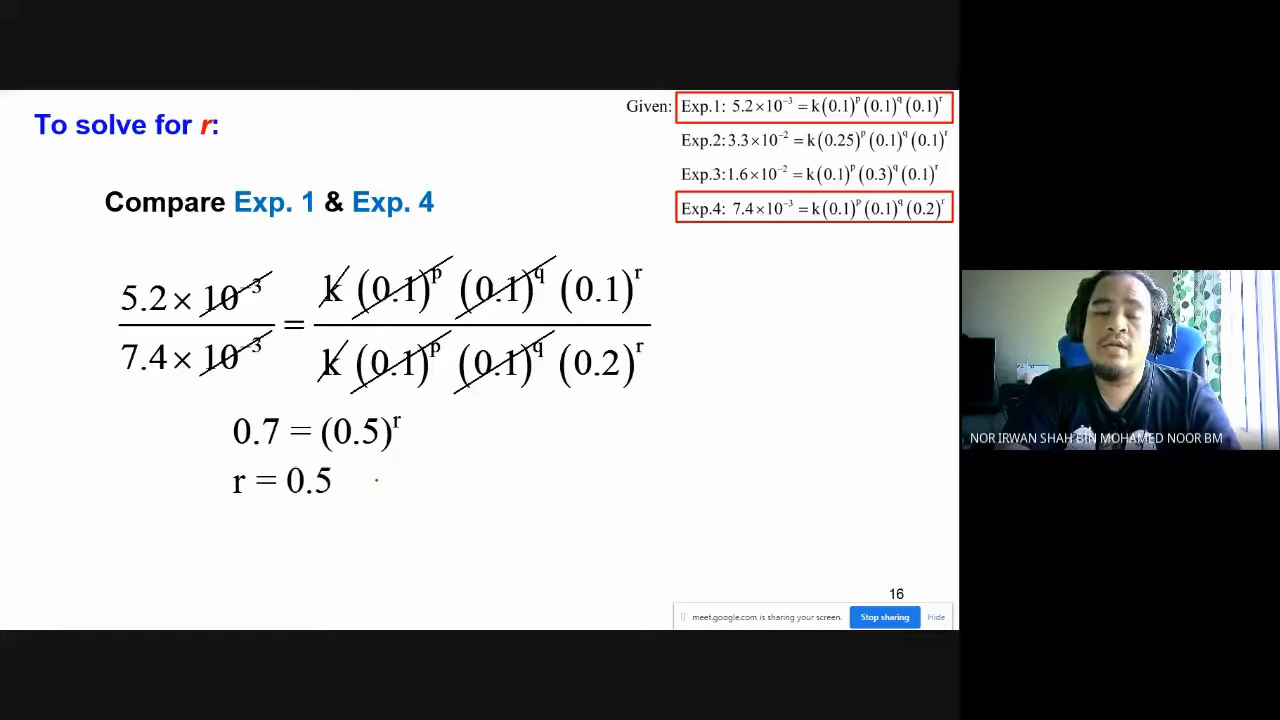 To solve for r:
Given: Exp.1: 5.2×10⁻³ = k(0.1)ᵖ(0.1)^q(0.1)ʳ
Exp.2: 3.3×10⁻² = k(0.25)ᵖ(0.1)^q(0.1)ʳ
Exp.3: 1.6×10⁻² = k(0.1)ᵖ(0.3)^q(0.1)ʳ
Exp.4: 7.4×10⁻³ = k(0.1)ᵖ(0.1)^q(0.2)ʳ
Compare Exp. 1 & Exp. 4
5.2×10⁻³ / 7.4×10⁻³ = k(0.1)ᵖ(0.1)^q(0.1)ʳ / k(0.1)ᵖ(0.1)^q(0.2)ʳ
0.7 = (0.5)ʳ
r = 0.5
NOR IRWAN SHAH BIN MOHAMED NOOR BM
16
meet.google.com is sharing your screen. Stop sharing Hide